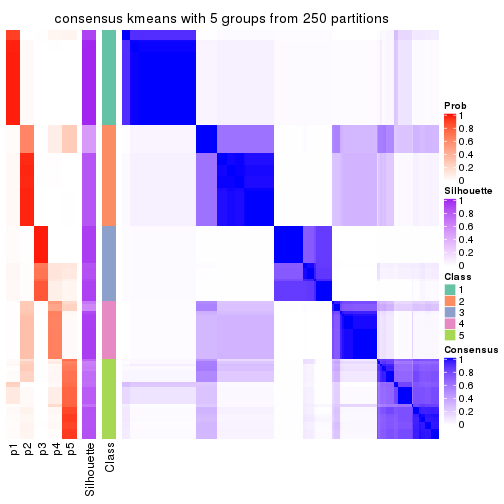 consensus kmeans with 5 groups from 250 partitions
Prob
1
0.8
0.6
0.4
0.2
0
Silhouette
1
0.8
0.6
0.4
0.2
0
Class
1
2
3
4
5
Consensus
1
0.8
0.6
0.4
0.2
0
p1
p2
p3
p4
p5
Silhouette
Class